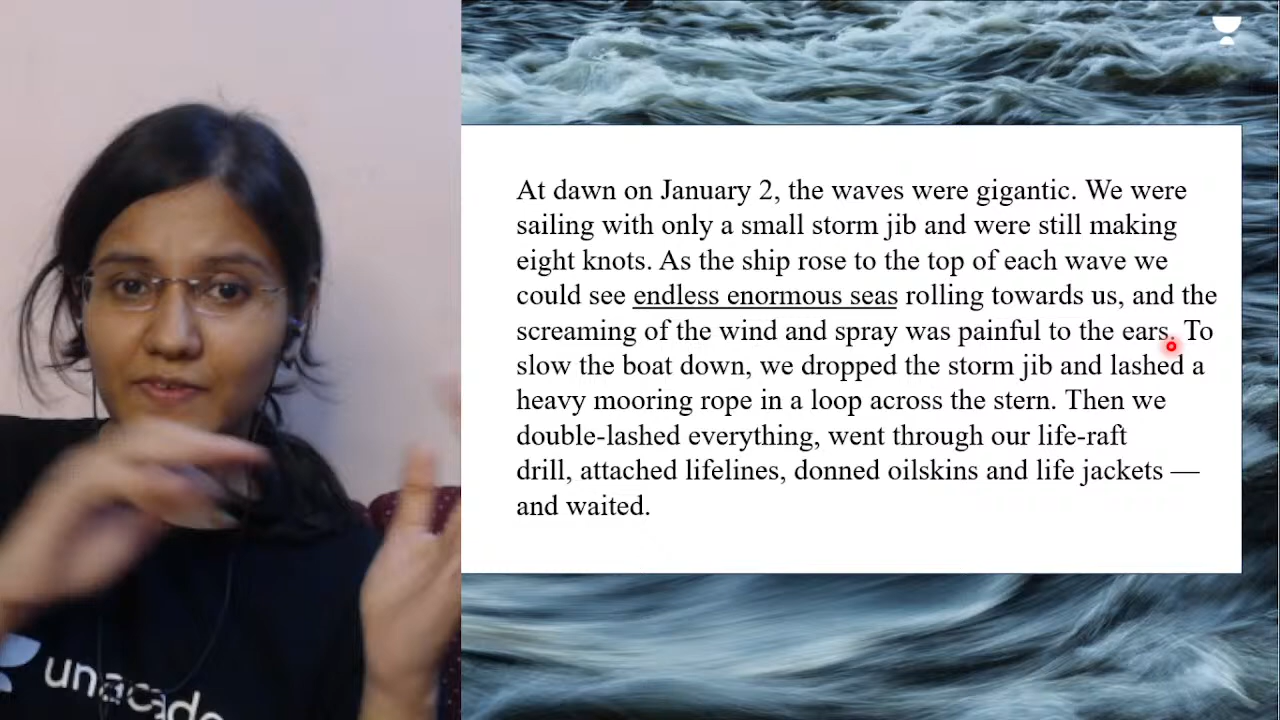 At dawn on January 2, the waves were gigantic. We were
sailing with only a small storm jib and were still making
eight knots. As the ship rose to the top of each wave we
could see endless enormous seas rolling towards us, and the
screaming of the wind and spray was painful to the ears. To
slow the boat down, we dropped the storm jib and lashed a
heavy mooring rope in a loop across the stern. Then we
double-lashed everything, went through our life-raft
drill, attached lifelines, donned oilskins and life jackets —
and waited.